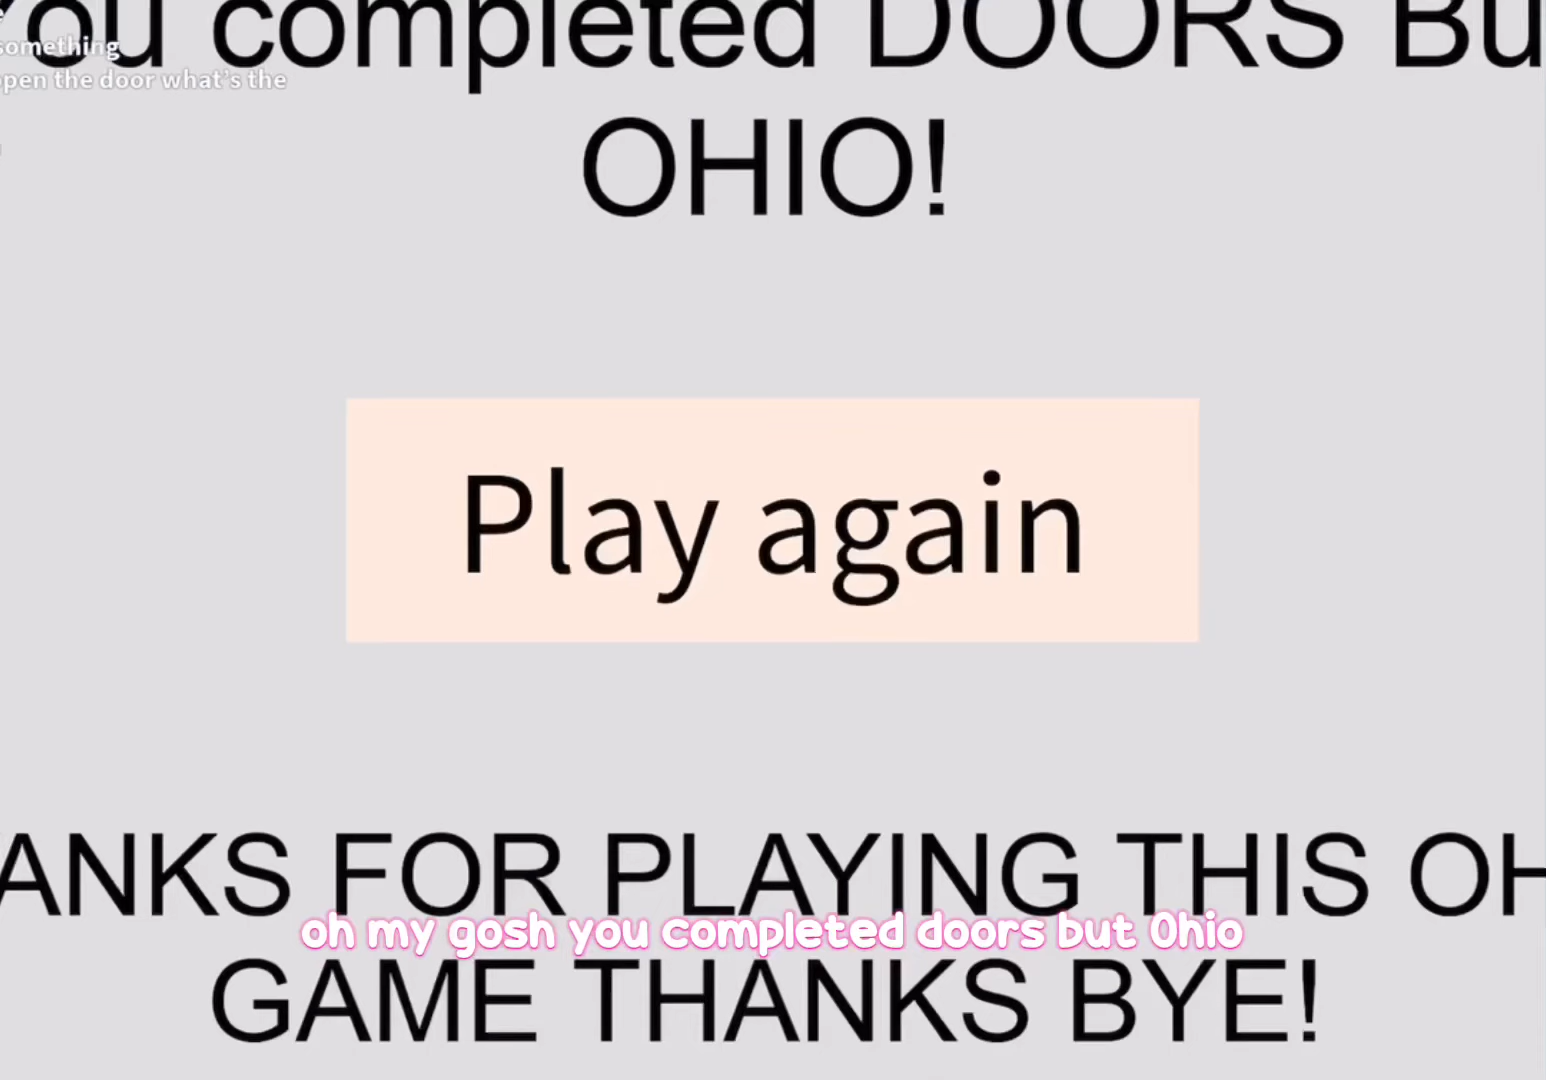 ou completed DOORS Bu
something
open the door what's the
OHIO!
Play again
ANKS FOR PLAYING THIS OH
oh my gosh you completed doors but Ohio
GAME THANKS BYE!